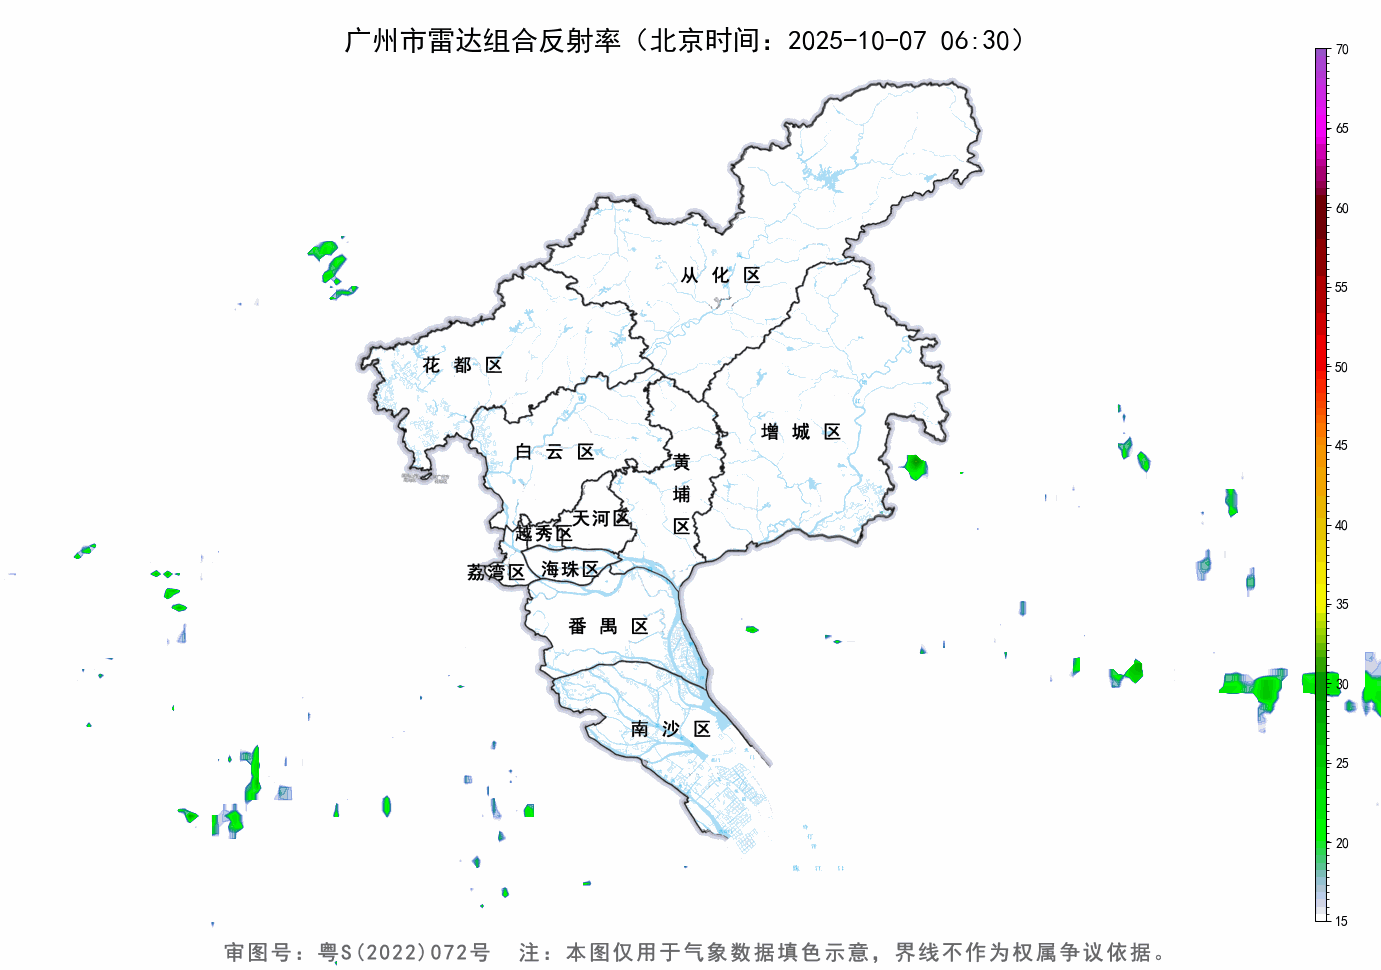 广州市雷达组合反射率（北京时间：2025-10-07 06:30）
70
65
60
55
50
45
40
35
30
25
20
15
从化区
花都区
增城区
白云区
黄埔区
天河区
越秀区
海珠区
荔湾区
番禺区
南沙区
审图号：粤S(2022)072号 注：本图仅用于气象数据填色示意，界线不作为权属争议依据。